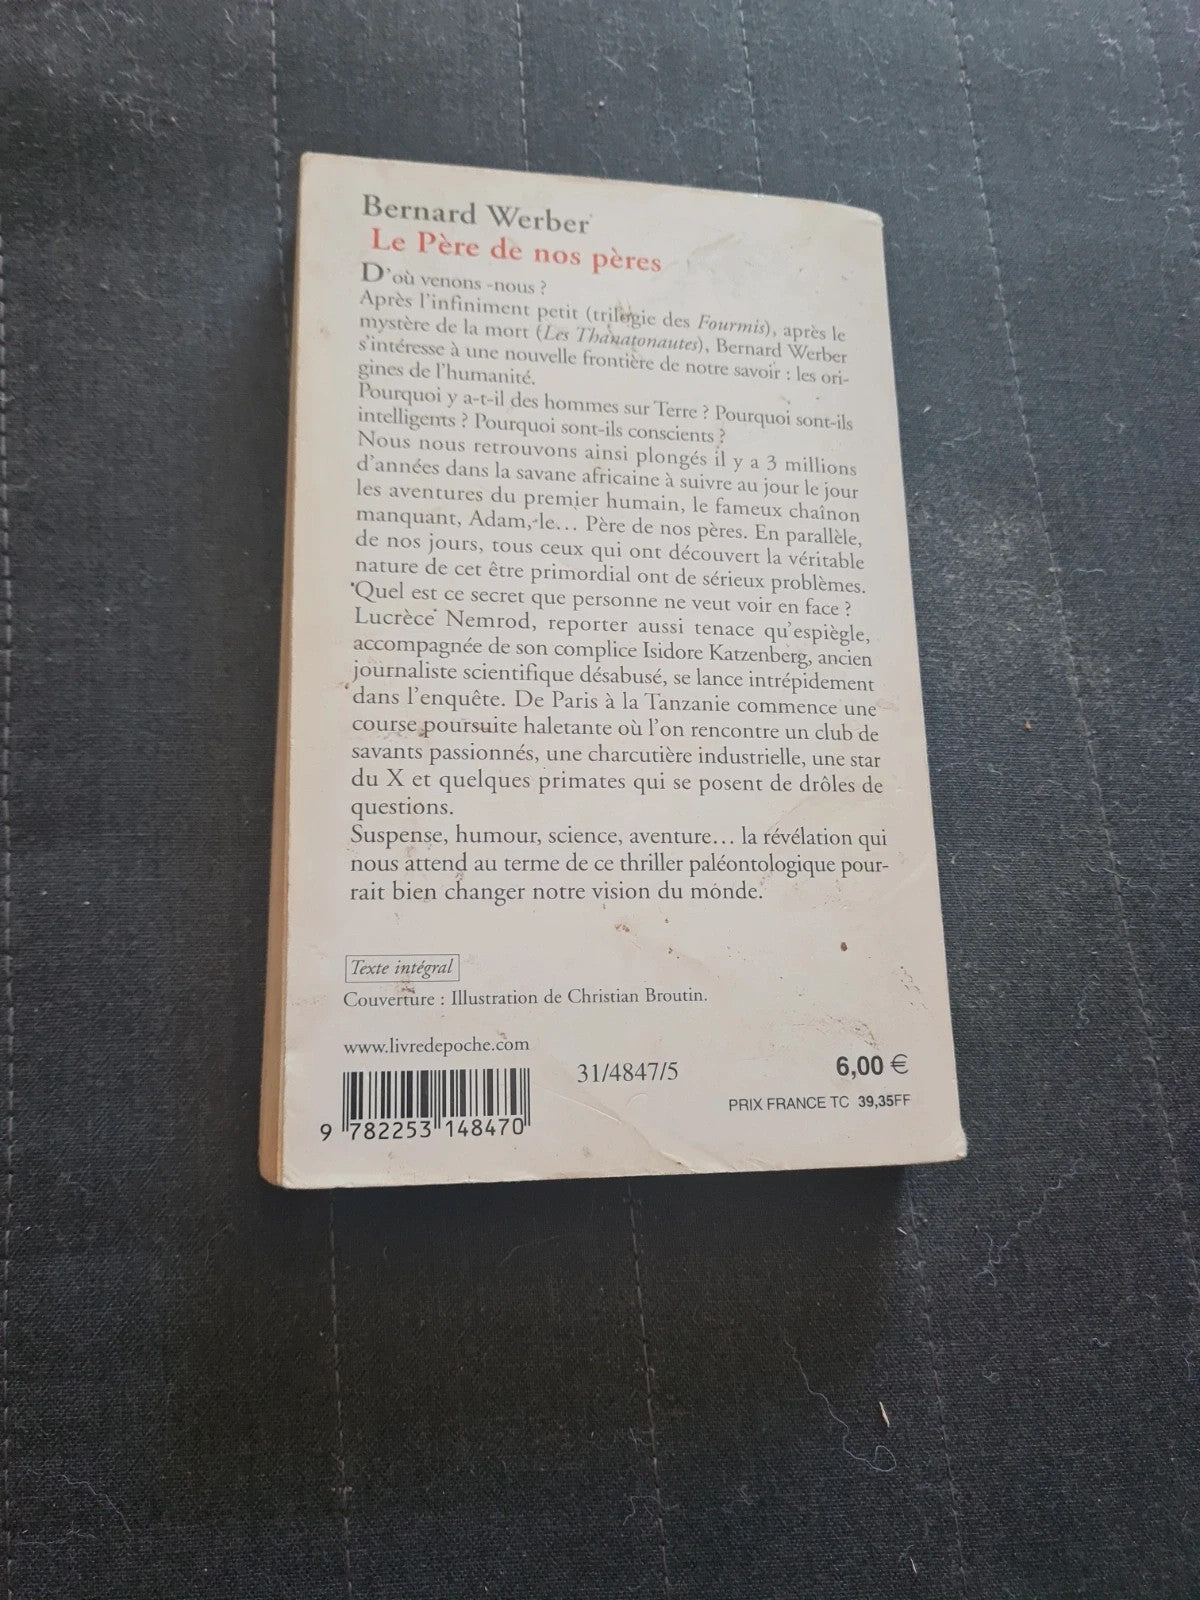 Bernard Werber
Le Père de nos pères
D'où venons-nous ?
Après l'infiniment petit (trilogie des Fourmis), après le
mystère de la mort (Les Thanatonautes), Bernard Werber
s'intéresse à une nouvelle frontière de notre savoir : les ori-
gines de l'humanité.
Pourquoi y a-t-il des hommes sur Terre ? Pourquoi sont-ils
intelligents ? Pourquoi sont-ils conscients ?
Nous nous retrouvons ainsi plongés il y a 3 millions
d'années dans la savane africaine à suivre au jour le jour
les aventures du premier humain, le fameux chaînon
manquant, Adam, le... Père de nos pères. En parallèle,
de nos jours, tous ceux qui ont découvert la véritable
nature de cet être primordial ont de sérieux problèmes.
Quel est ce secret que personne ne veut voir en face ?
Lucrèce Nemrod, reporter aussi tenace qu'espiègle,
accompagnée de son complice Isidore Katzenberg, ancien
journaliste scientifique désabusé, se lance intrépidement
dans l'enquête. De Paris à la Tanzanie commence une
course poursuite haletante où l'on rencontre un club de
savants passionnés, une charcutière industrielle, une star
du X et quelques primates qui se posent de drôles de
questions.
Suspense, humour, science, aventure... la révélation qui
nous attend au terme de ce thriller paléontologique pour-
rait bien changer notre vision du monde.
Texte intégral
Couverture : Illustration de Christian Broutin.
www.livredepoche.com
31/4847/5
6,00 €
PRIX FRANCE TC 39,35FF
9 782253 148470